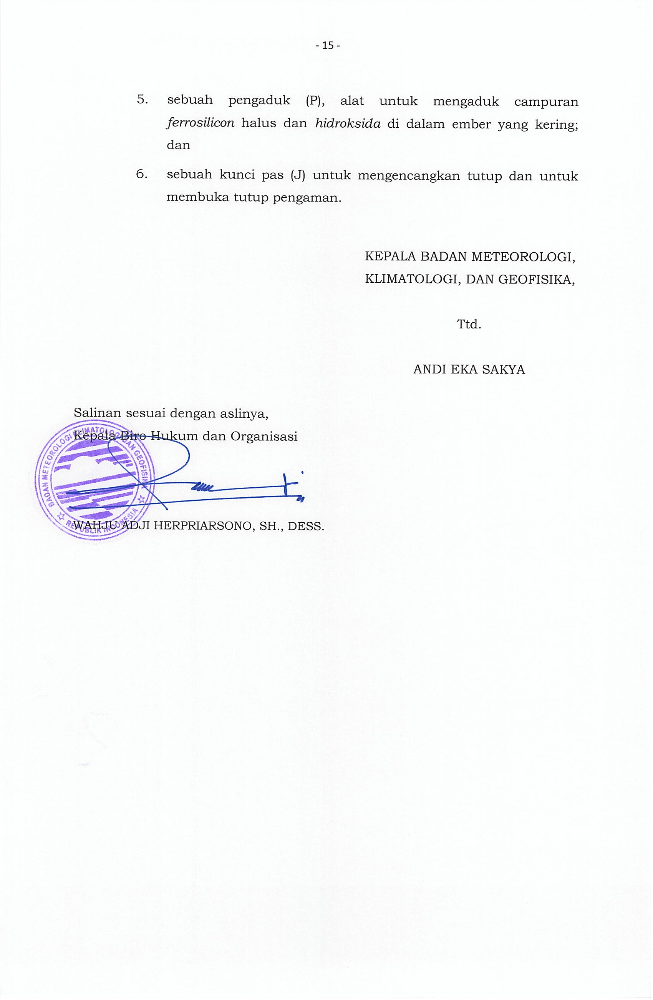 - 15 -
5. sebuah pengaduk (P), alat untuk mengaduk campuran
ferrosilicon halus dan hidroksida di dalam ember yang kering;
dan
6. sebuah kunci pas (J) untuk mengencangkan tutup dan untuk
membuka tutup pengaman.
KEPALA BADAN METEOROLOGI,
KLIMATOLOGI, DAN GEOFISIKA,
Ttd.
ANDI EKA SAKYA
Salinan sesuai dengan aslinya,
Kepala Biro Hukum dan Organisasi
BADAN METEOROLOGI KLIMATOLOGI DAN GEOFISIKA
REPUBLIK INDONESIA
WAHJU ADJI HERPRIARSONO, SH., DESS.